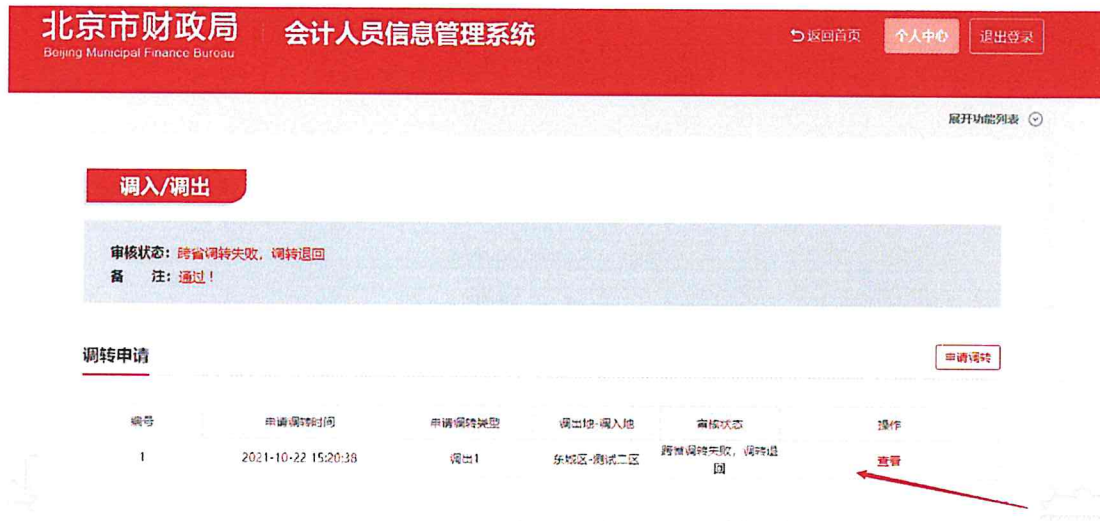 北京市财政局 会计人员信息管理系统
Beijing Municipal Finance Bureau
返回首页 个人中心 退出登录
展开功能列表
调入/调出
审核状态：跨省调转失败，调转退回
备 注：通过！
调转申请
申请调转
编号 申请调转时间 申请调转类型 调出地-调入地 审核状态 操作
1 2021-10-22 15:20:38 调出1 东城区-测试二区 跨省调转失败，调转退 查看
回